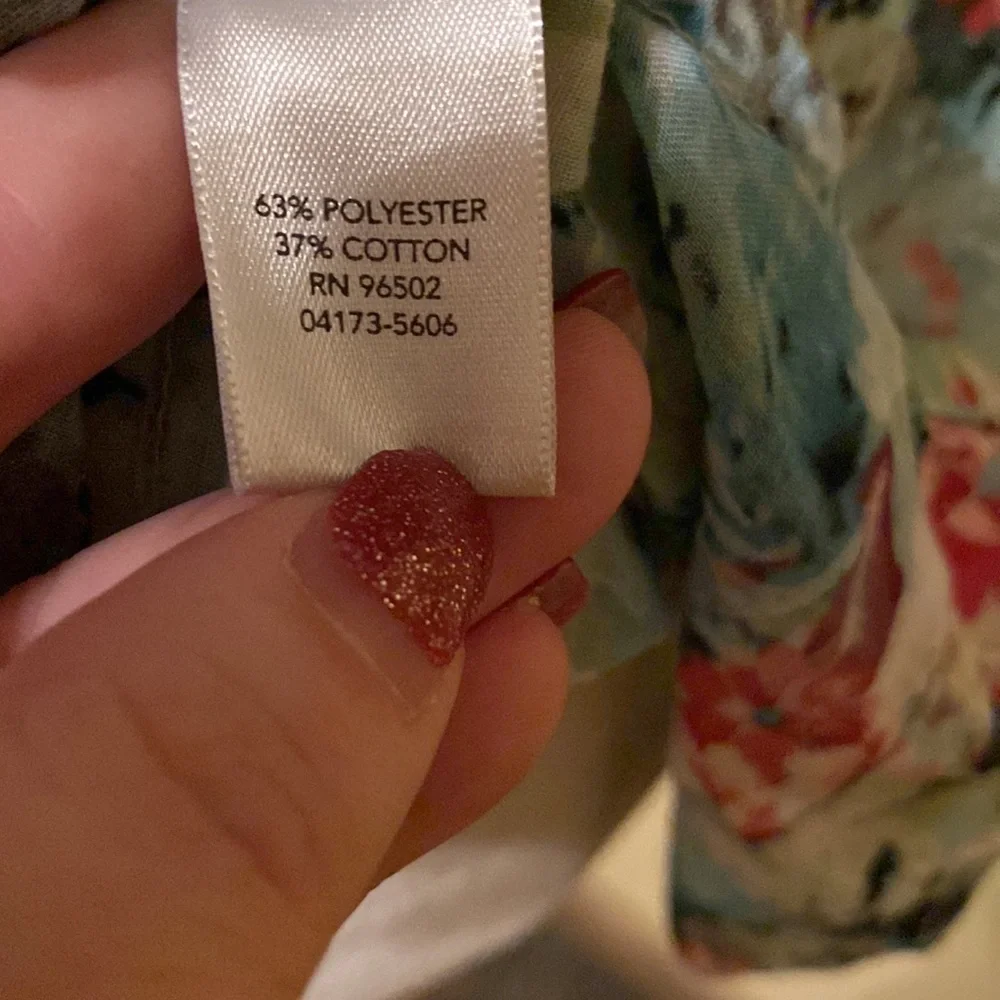 63% POLYESTER
37% COTTON
RN 96502
04173-5606